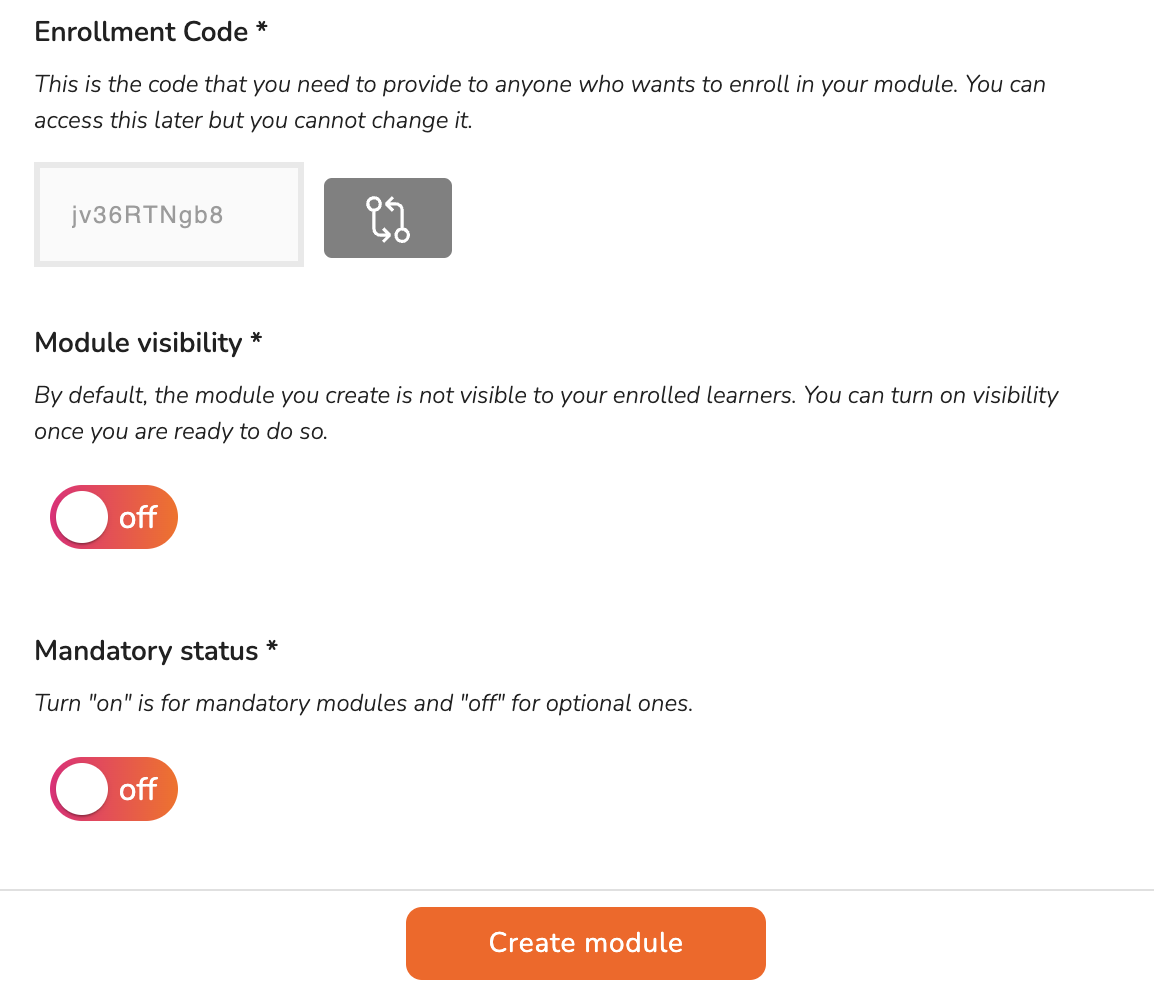 Enrollment Code *
This is the code that you need to provide to anyone who wants to enroll in your module. You can
access this later but you cannot change it.
jv36RTNgb8
Module visibility *
By default, the module you create is not visible to your enrolled learners. You can turn on visibility
once you are ready to do so.
off
Mandatory status *
Turn "on" is for mandatory modules and "off" for optional ones.
off
Create module